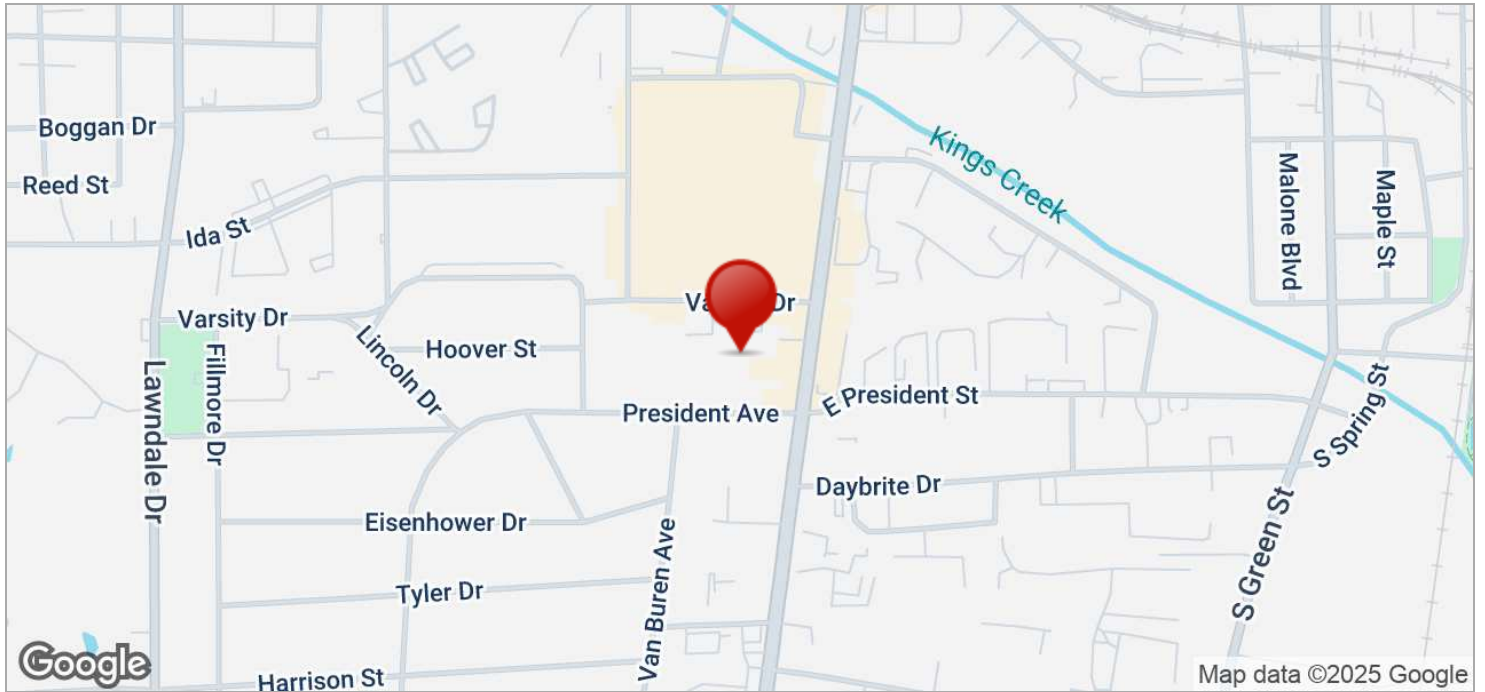 Boggan Dr
Kings Creek
Malone Blvd
Maple St
Reed St
Ida St
Va
Dr
Varsity Dr
Hoover St
Lincoln Dr
Fillmore Dr
Lawndale Dr
President Ave
E President St
S Spring St
Daybrite Dr
Eisenhower Dr
Van Buren Ave
S Green St
Tyler Dr
Harrison St
Google
Map data ©2025 Google